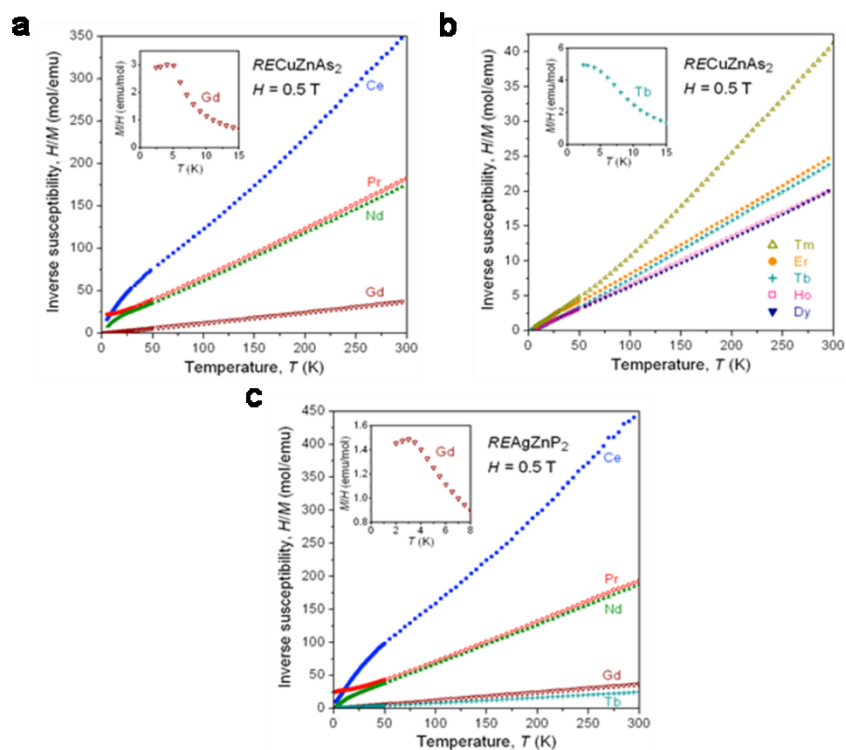 a
350
300
250
200
150
100
50
0
0 50 100 150 200 250 300
Inverse susceptibility, H/M (mol/emu)
Temperature, T (K)
RECuZnAs2
H = 0.5 T
Ce
Pr
Nd
Gd
3
2
1
0
0 5 10 15
M/H (emu/mol)
T (K)
Gd
b
40
35
30
25
20
15
10
5
0
0 50 100 150 200 250 300
Inverse susceptibility, H/M (mol/emu)
Temperature, T (K)
RECuZnAs2
H = 0.5 T
Tm
Er
Tb
Ho
Dy
6
4
2
0
0 5 10 15
M/H (emu/mol)
T (K)
Tb
c
450
400
350
300
250
200
150
100
50
0
0 50 100 150 200 250 300
Inverse susceptibility, H/M (mol/emu)
Temperature, T (K)
REAgZnP2
H = 0.5 T
Ce
Pr
Nd
Gd
Tb
1.6
1.4
1.2
1.0
0.8
0 2 4 6 8
M/H (emu/mol)
T (K)
Gd